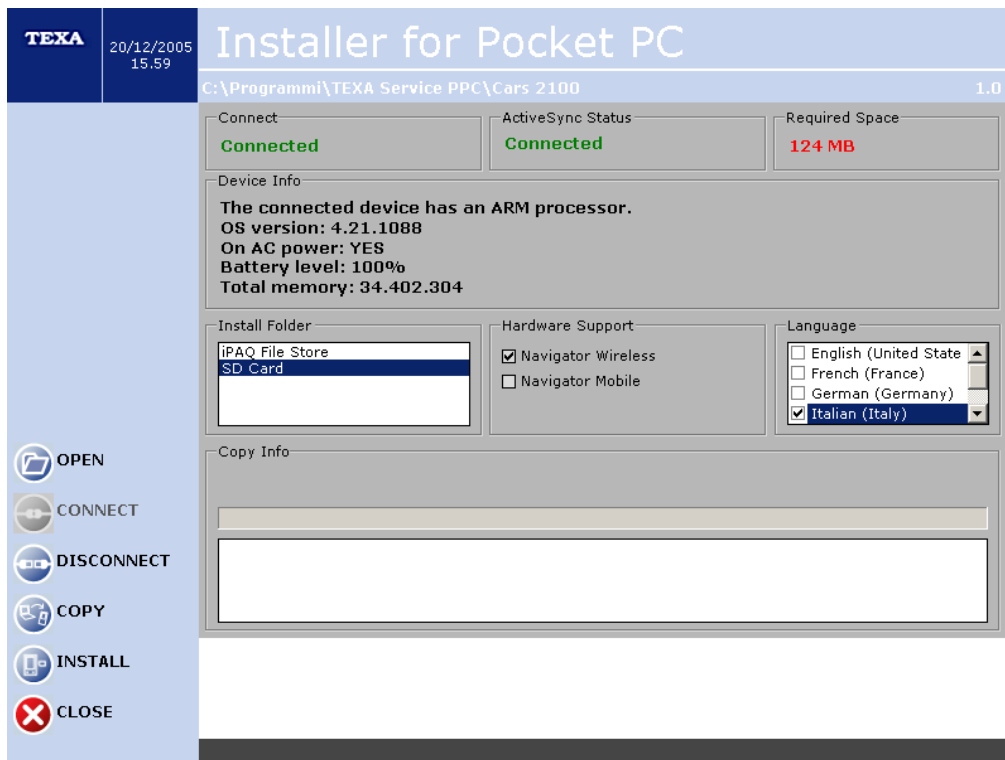 TEXA
20/12/2005
15.59
Installer for Pocket PC
C:\Programmi\TEXA Service PPC\Cars 2100
1.0
Connect
Connected
ActiveSync Status
Connected
Required Space
124 MB
Device Info
The connected device has an ARM processor.
OS version: 4.21.1088
On AC power: YES
Battery level: 100%
Total memory: 34.402.304
Install Folder
iPAQ File Store
SD Card
Hardware Support
Navigator Wireless
Navigator Mobile
Language
English (United State
French (France)
German (Germany)
Italian (Italy)
Copy Info
OPEN
CONNECT
DISCONNECT
COPY
INSTALL
CLOSE